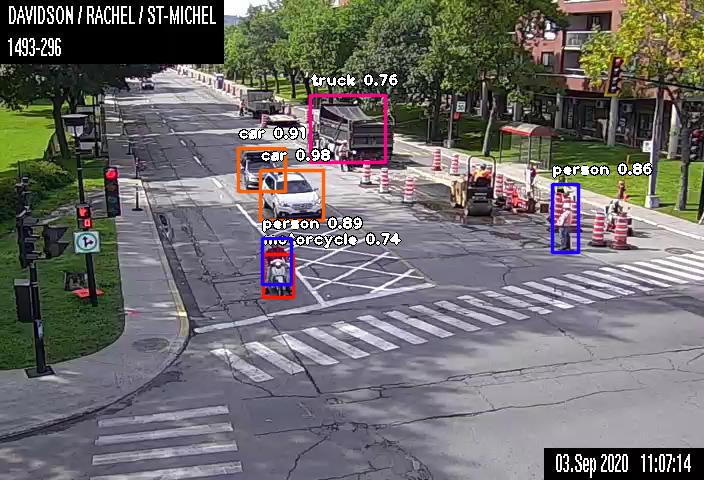 DAVIDSON / RACHEL / ST-MICHEL
1493-296
truck 0.76
car 0.91
car 0.98
person 0.86
person 0.89
motorcycle 0.74
03.Sep 2020 11:07:14